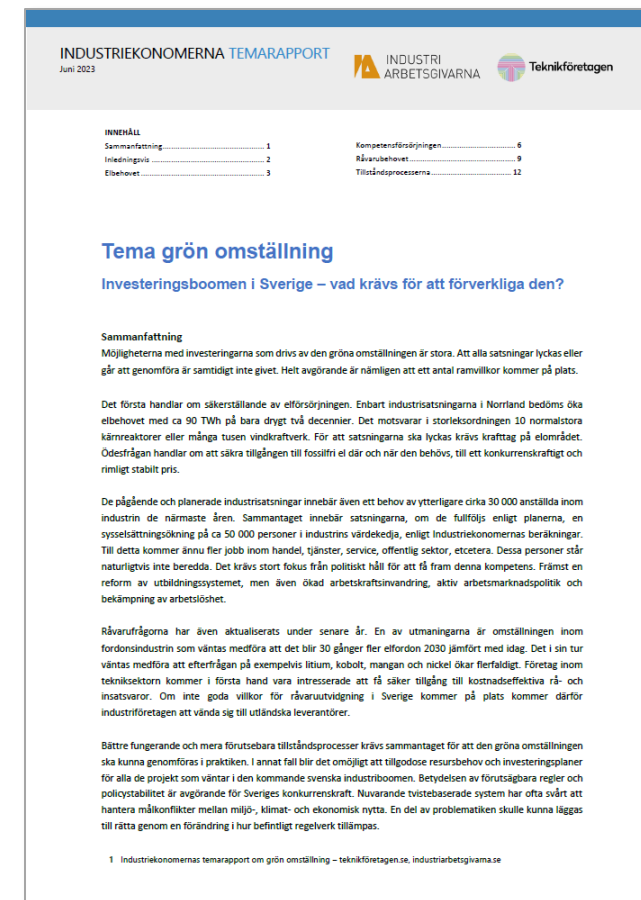 INDUSTRIEKONOMERNA TEMARAPPORT
Juni 2023
INDUSTRI
ARBETSGIVARNA
Teknikföretagen
INNEHÅLL
Sammanfattning 1
Inledningsvis 2
Elbehovet 3
Kompetensförsörjningen 6
Råvarubehovet 9
Tillståndsprocesserna 12
Tema grön omställning
Investeringsboomen i Sverige – vad krävs för att förverkliga den?
Sammanfattning
Möjligheterna med investeringarna som drivs av den gröna omställningen är stora. Att alla satsningar lyckas eller
går att genomföra är samtidigt inte givet. Helt avgörande är nämligen att ett antal ramvillkor kommer på plats.
Det första handlar om säkerställande av elförsörjningen. Enbart industrisatsningarna i Norrland bedöms öka
elbehovet med ca 90 TWh på bara drygt två decennier. Det motsvarar i storleksordningen 10 normalstora
kärnreaktorer eller många tusen vindkraftverk. För att satsningarna ska lyckas krävs krafttag på elområdet.
Ödesfrågan handlar om att säkra tillgången till fossilfri el där och när den behövs, till ett konkurrenskraftigt och
rimligt stabilt pris.
De pågående och planerade industrisatsningar innebär även ett behov av ytterligare cirka 30 000 anställda inom
industrin de närmaste åren. Sammantaget innebär satsningarna, om de fullföljs enligt planerna, en
sysselsättningsökning på ca 50 000 personer i industrins värdekedja, enligt Industriekonomernas beräkningar.
Till detta kommer ännu fler jobb inom handel, tjänster, service, offentlig sektor, etcetera. Dessa personer står
naturligtvis inte beredda. Det krävs stort fokus från politiskt håll för att få fram denna kompetens. Främst en
reform av utbildningssystemet, men även ökad arbetskraftsinvandring, aktiv arbetsmarknadspolitik och
bekämpning av arbetslöshet.
Råvarufrågorna har även aktualiserats under senare år. En av utmaningarna är omställningen inom
fordonsindustrin som väntas medföra att det blir 30 gånger fler elfordon 2030 jämfört med idag. Det i sin tur
väntas medföra att efterfrågan på exempelvis litium, kobolt, mangan och nickel ökar flerfaldigt. Företag inom
tekniksektorn kommer i första hand vara intresserade att få säker tillgång till kostnadseffektiva rå- och
insatsvaror. Om inte goda villkor för råvaruutvidgning i Sverige kommer på plats kommer därför
industriföretagen att vända sig till utländska leverantörer.
Bättre fungerande och mera förutsebara tillståndsprocesser krävs sammantaget för att den gröna omställningen
ska kunna genomföras i praktiken. I annat fall blir det omöjligt att tillgodose resursbehov och investeringsplaner
för alla de projekt som väntar i den kommande svenska industriboomen. Betydelsen av förutsägbara regler och
policystabilitet är avgörande för Sveriges konkurrenskraft. Nuvarande tvistebaserade system har ofta svårt att
hantera målkonflikter mellan miljö-, klimat- och ekonomisk nytta. En del av problematiken skulle kunna läggas
till rätta genom en förändring i hur befintligt regelverk tillämpas.
1 Industriekonomernas temarapport om grön omställning – teknikföretagen.se, industriarbetsgivarna.se